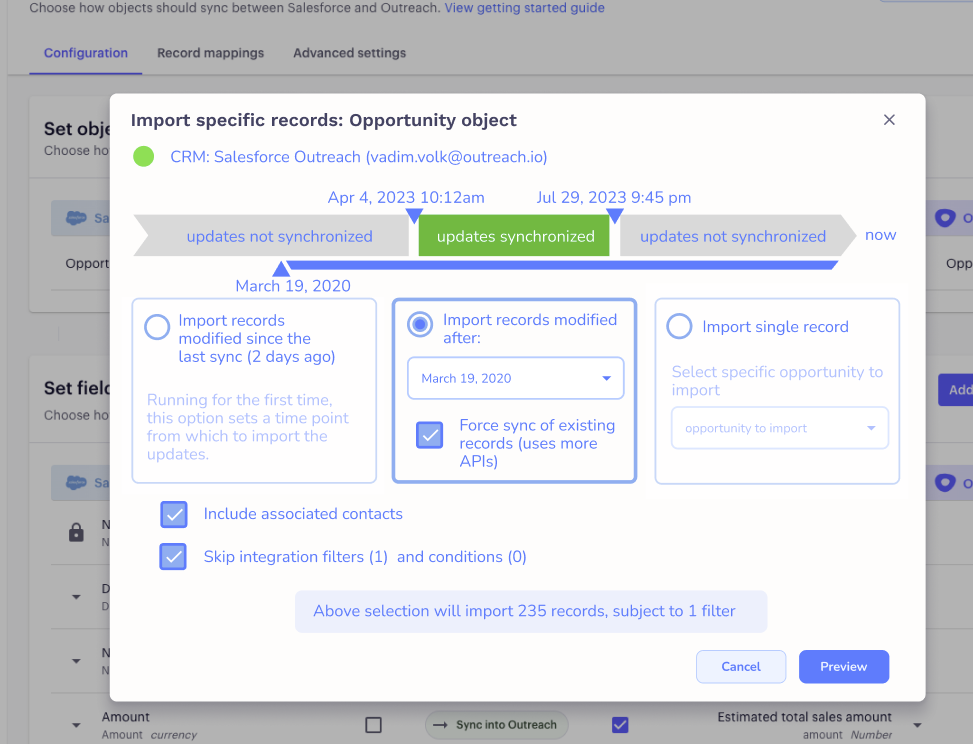 Choose how objects should sync between Salesforce and Outreach. View getting started guide
Configuration
Record mappings
Advanced settings
Set obje
Choose ho
Import specific records: Opportunity object
CRM: Salesforce Outreach (vadim.volk@outreach.io)
Apr 4, 2023 10:12am
Jul 29, 2023 9:45 pm
updates not synchronized
updates synchronized
updates not synchronized
now
March 19, 2020
Sa
O
Opport
Opp
Import records
modified since the
last sync (2 days ago)
Running for the first time,
this option sets a time point
from which to import the
updates.
Import records modified
after:
March 19, 2020
Force sync of existing
records (uses more
APIs)
Import single record
Select specific opportunity to
import
opportunity to import
Set field
Choose ho
Add
Sa
O
Include associated contacts
Skip integration filters (1) and conditions (0)
N
N
D
D
N
N
Above selection will import 235 records, subject to 1 filter
Cancel
Preview
Amount
Amount currency
Sync into Outreach
Estimated total sales amount
amount Number